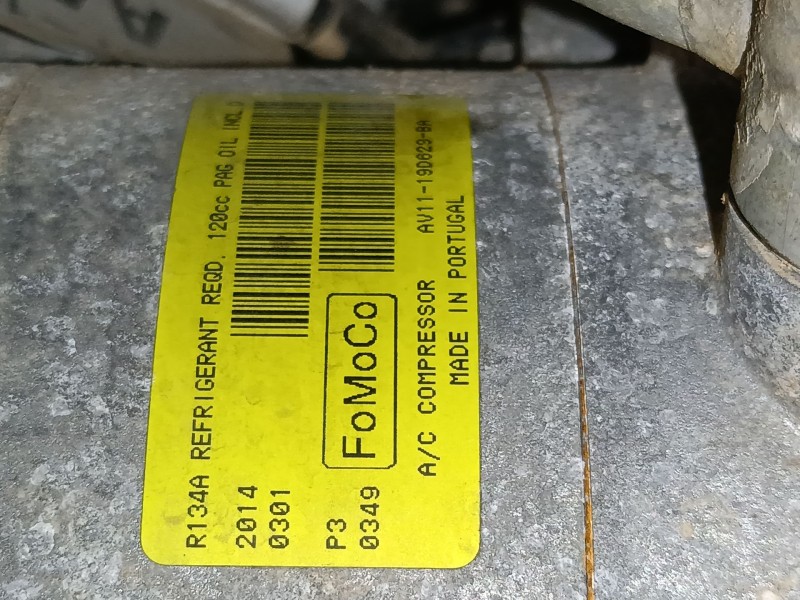 R134A REFRIGERANT REQD. 120cc PAG OIL INCL.
2014
0301
P3
0349
FoMoCo
A/C COMPRESSOR AV11-19D629-BA
MADE IN PORTUGAL